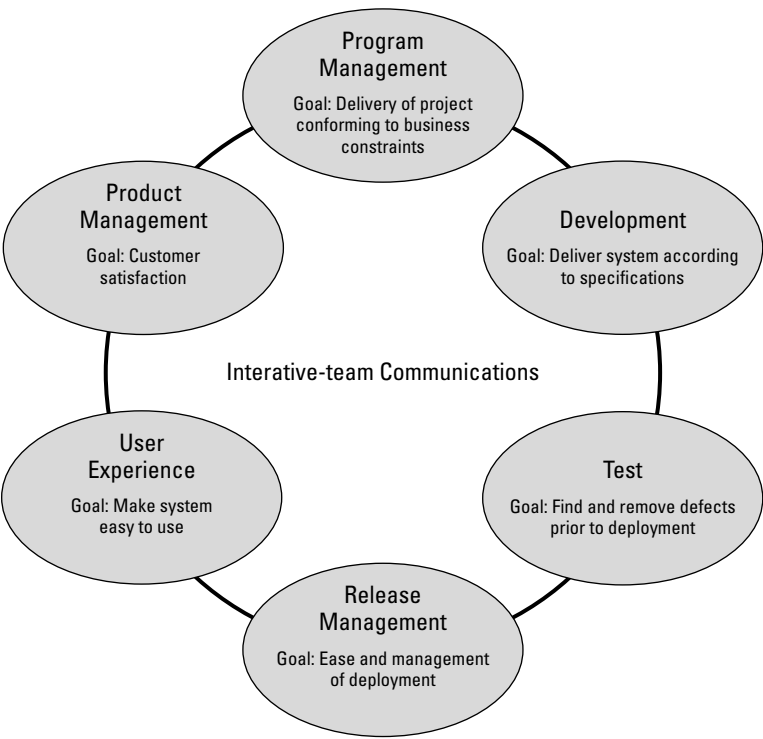 Program
Management
Goal: Delivery of project
conforming to business
constraints
Product
Management
Goal: Customer
satisfaction
Development
Goal: Deliver system according
to specifications
Interative-team Communications
User
Experience
Goal: Make system
easy to use
Test
Goal: Find and remove defects
prior to deployment
Release
Management
Goal: Ease and management
of deployment